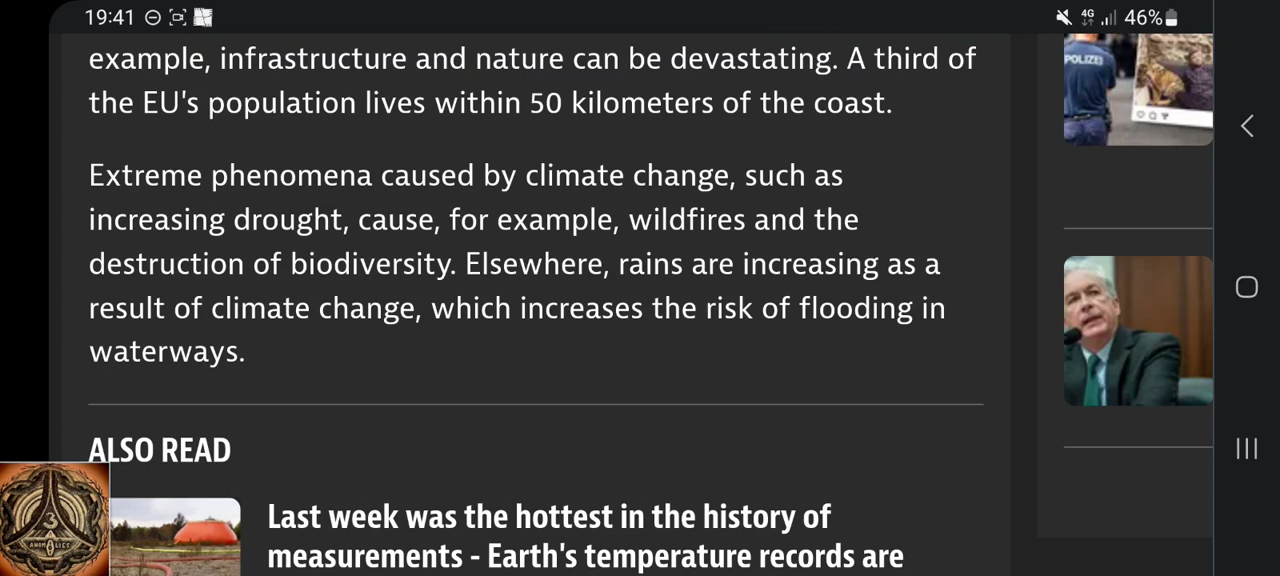 19:41
4G 46%
example, infrastructure and nature can be devastating. A third of
the EU's population lives within 50 kilometers of the coast.
Extreme phenomena caused by climate change, such as
increasing drought, cause, for example, wildfires and the
destruction of biodiversity. Elsewhere, rains are increasing as a
result of climate change, which increases the risk of flooding in
waterways.
ALSO READ
Last week was the hottest in the history of
measurements - Earth's temperature records are
POLIZEI
3
ANOMALIES